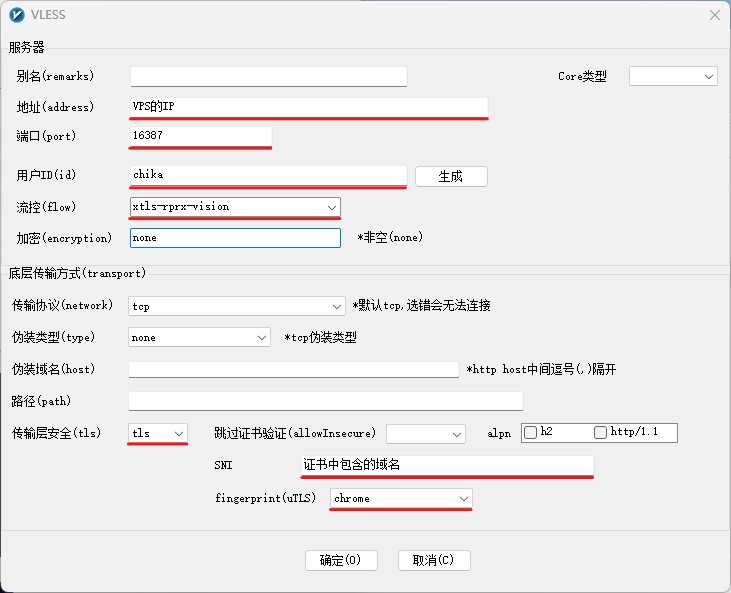 VLESS
服务器
别名(remarks)
Core类型
地址(address) VPS的IP
端口(port) 16387
用户ID(id) chika 生成
流控(flow) xtls-rprx-vision
加密(encryption) none *非空(none)
底层传输方式(transport)
传输协议(network) tcp *默认tcp,选错会无法连接
伪装类型(type) none *tcp伪装类型
伪装域名(host) *http host中间逗号(,)隔开
路径(path)
传输层安全(tls) tls 跳过证书验证(allowInsecure) alpn h2 http/1.1
SNI 证书中包含的域名
fingerprint(uTLS) chrome
确定(O) 取消(C)